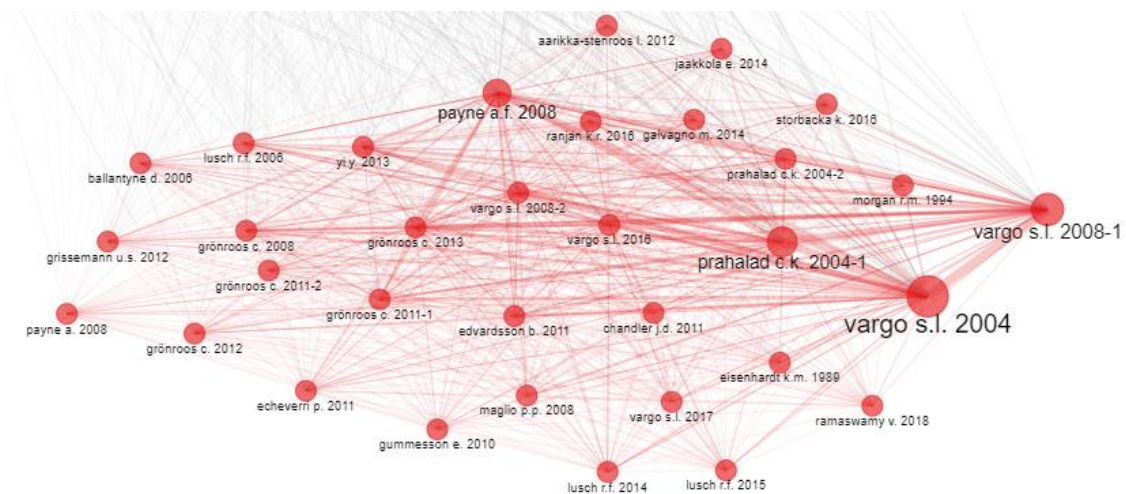 aarikka-stenroos l. 2012
jaakkola e. 2014
payne a.f. 2008
storbacka k. 2016
ranjan k.r. 2016
galvagno m. 2014
lusch r.f. 2006
yi y. 2013
ballantyne d. 2006
prahalad c.k. 2004-2
morgan r.m. 1994
vargo s.l. 2008-2
vargo s.l. 2008-1
grönroos c. 2008
grönroos c. 2013
vargo s.l. 2016
grissemann u.s. 2012
prahalad c.k. 2004-1
grönroos c. 2011-2
grönroos c. 2011-1
payne a. 2008
edvardsson b. 2011
chandler j.d. 2011
vargo s.l. 2004
grönroos c. 2012
eisenhardt k.m. 1989
echeverri p. 2011
maglio p.p. 2008
vargo s.l. 2017
ramaswamy v. 2018
gummesson e. 2010
lusch r.f. 2014
lusch r.f. 2015